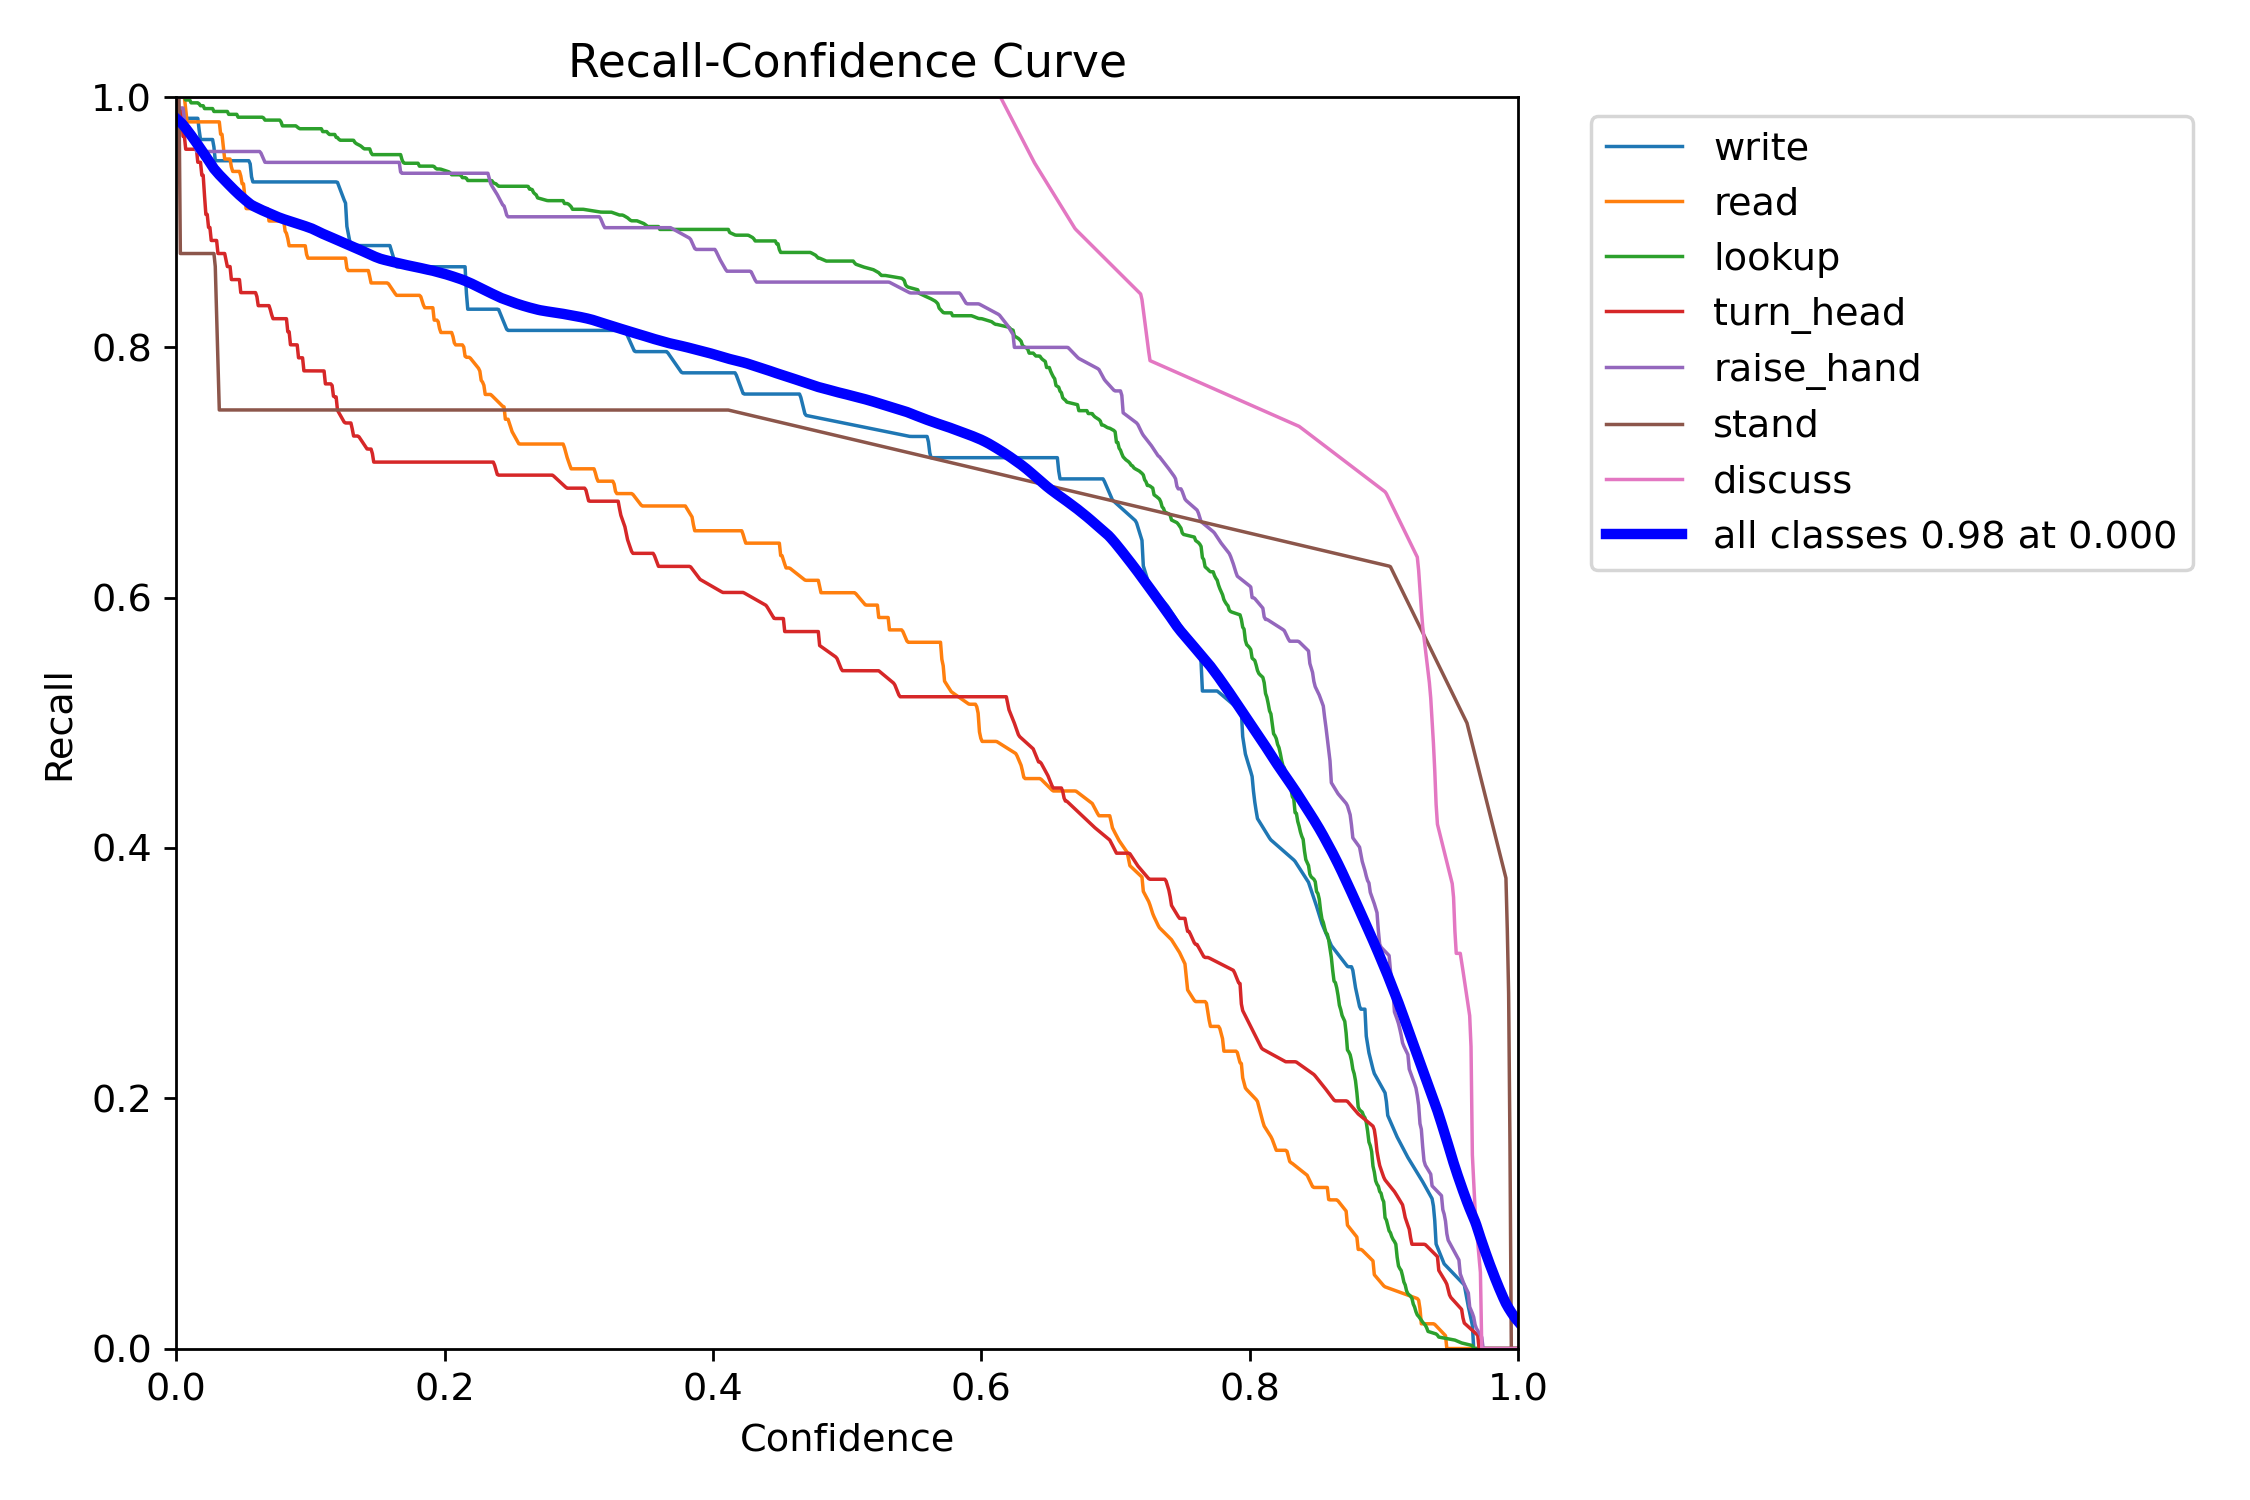 Recall-Confidence Curve
1.0
0.8
0.6
0.4
0.2
0.0
Recall
0.0 0.2 0.4 0.6 0.8 1.0
Confidence
write
read
lookup
turn_head
raise_hand
stand
discuss
all classes 0.98 at 0.000